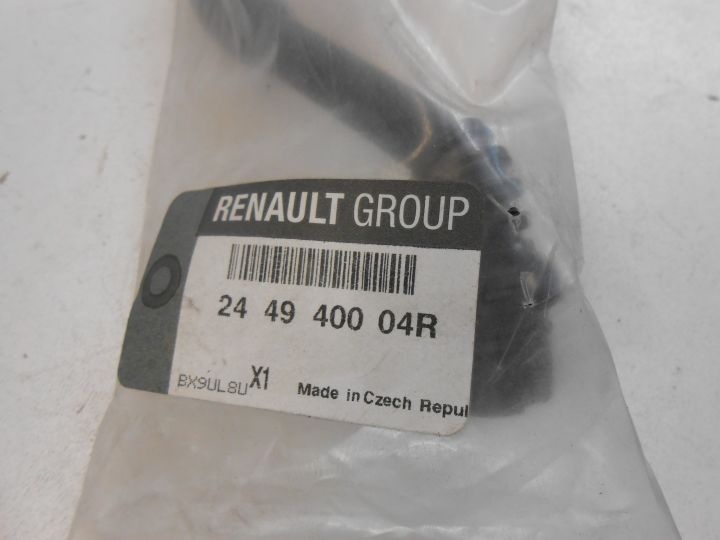 RENAULT GROUP
24 49 400 04R
BX9UL8U X1 Made in Czech Repul